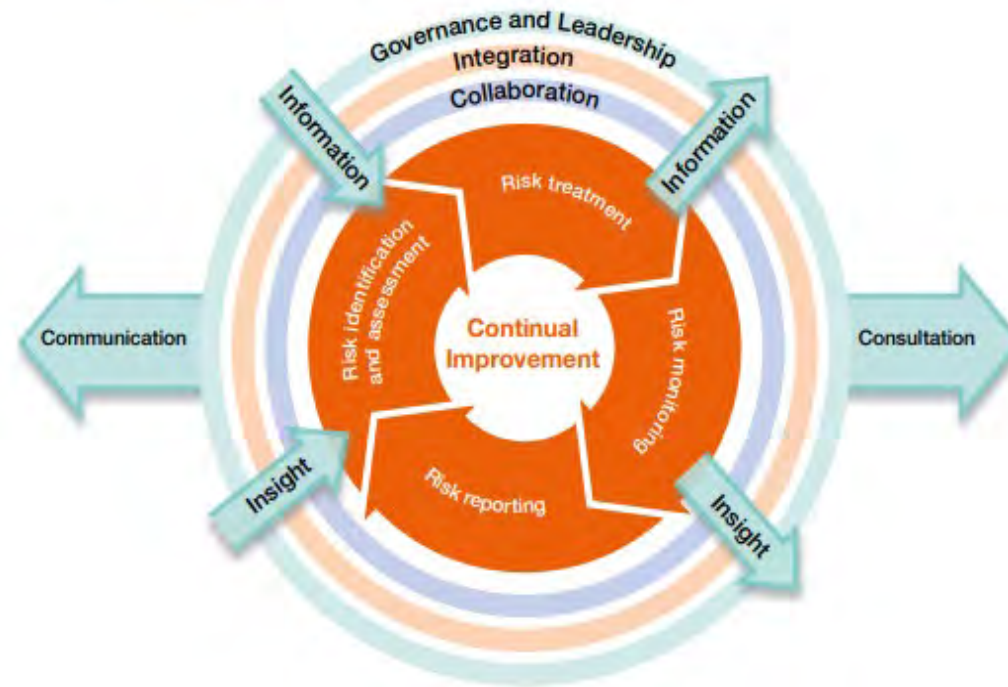 Governance and Leadership
Integration
Collaboration
Information
Information
Risk treatment
Risk identification
and assessment
Continual
Improvement
Risk monitoring
Communication
Consultation
Risk reporting
Insight
Insight